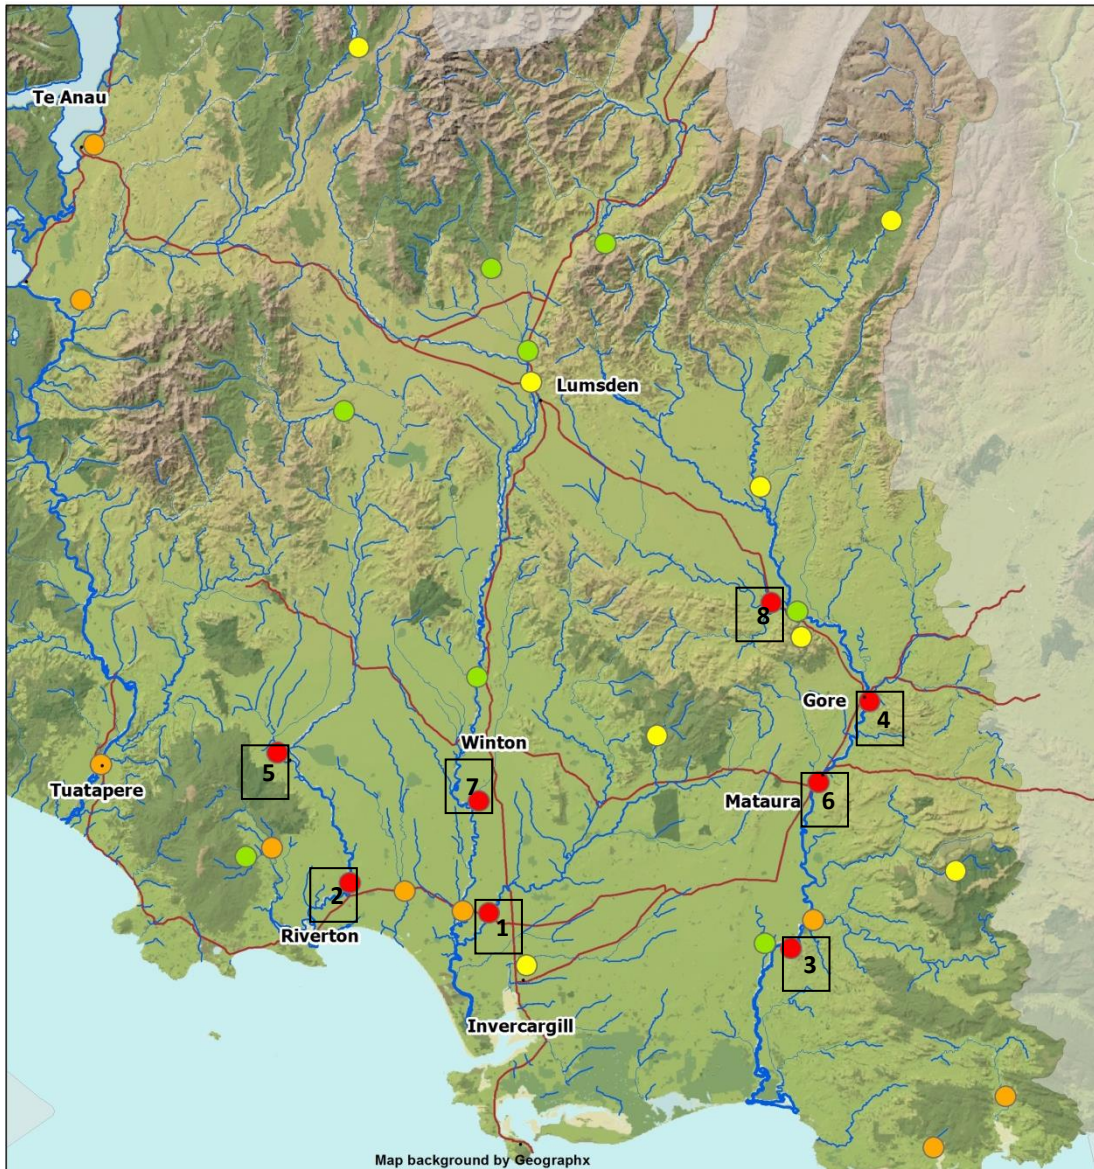 Te Anau
Lumsden
8
Gore
4
Winton
5
7
Tuatapere
Mataura
6
2
1
Riverton
3
Invercargill
Map background by Geographx